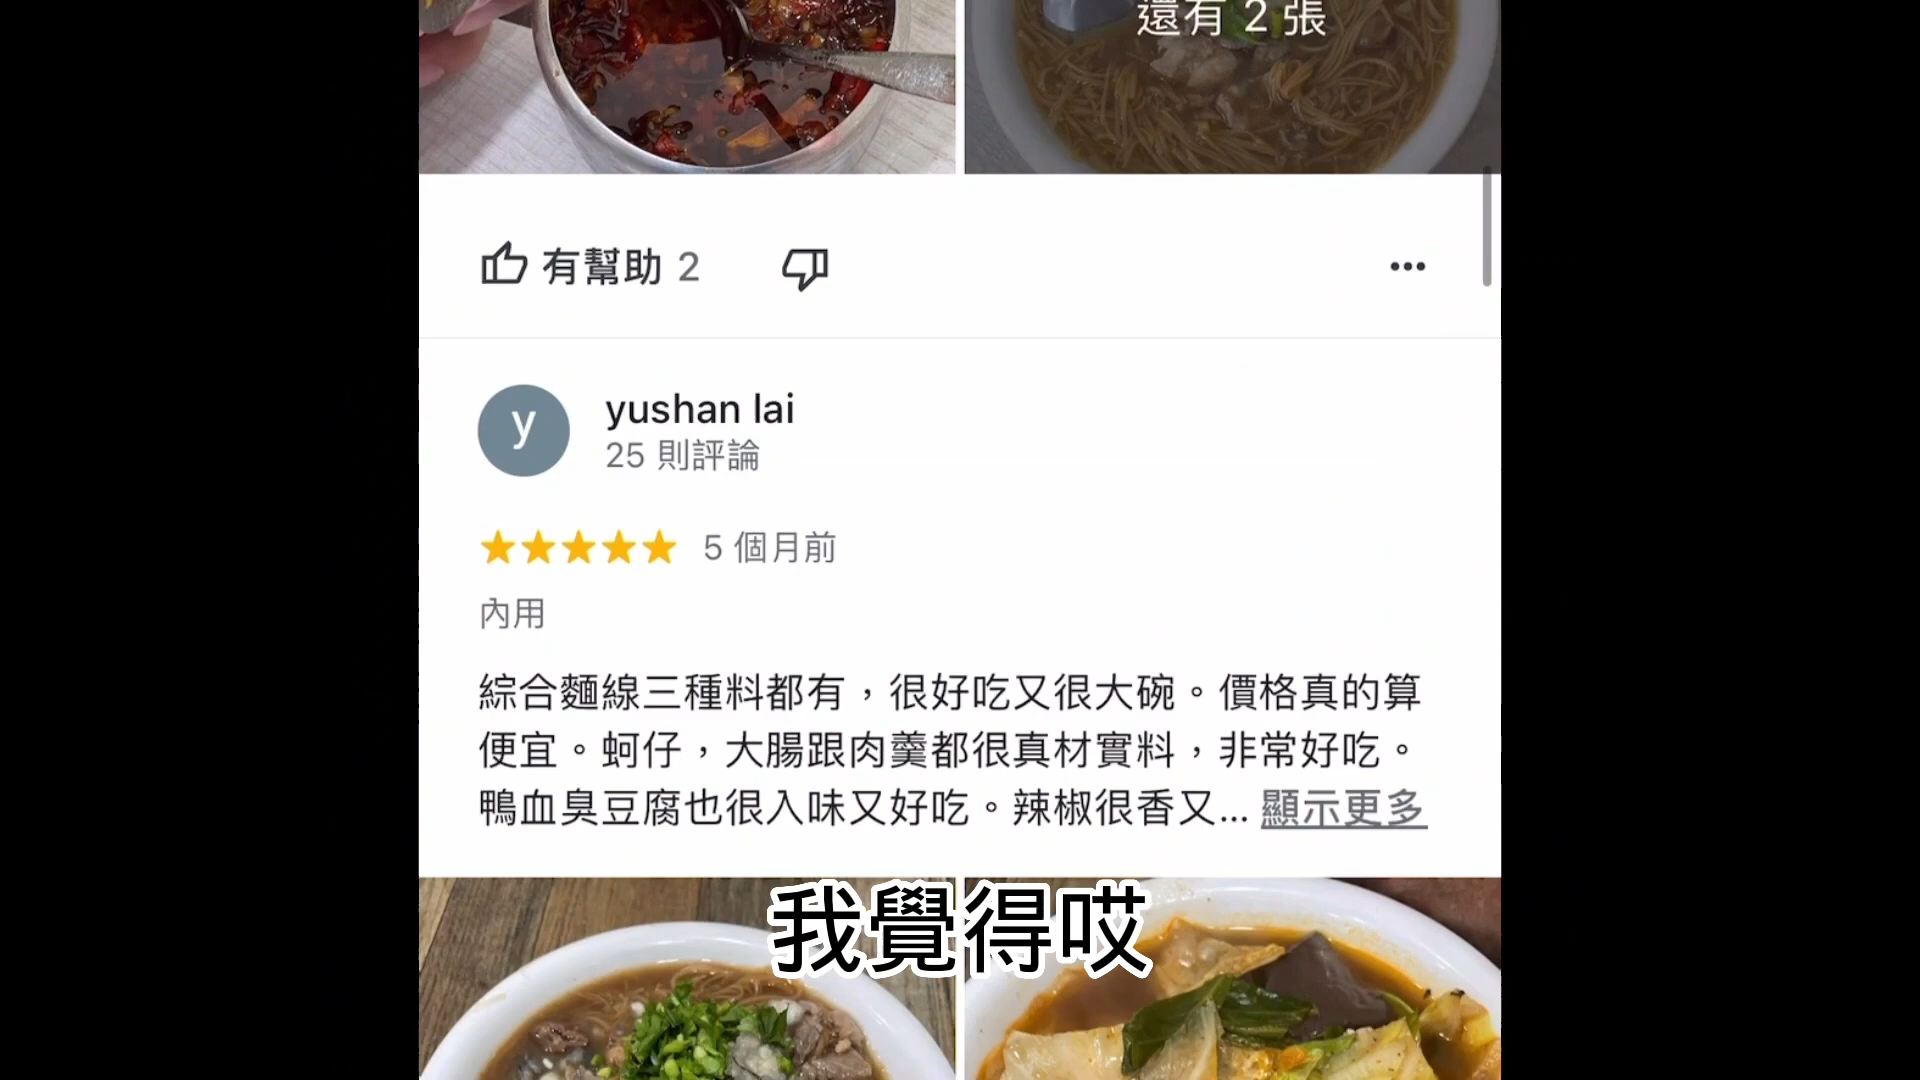 還有 2 張
有幫助 2
y
yushan lai
25 則評論
5 個月前
內用
綜合麵線三種料都有，很好吃又很大碗。價格真的算
便宜。蚵仔，大腸跟肉羹都很真材實料，非常好吃。
鴨血臭豆腐也很入味又好吃。辣椒很香又... 顯示更多
我覺得哎